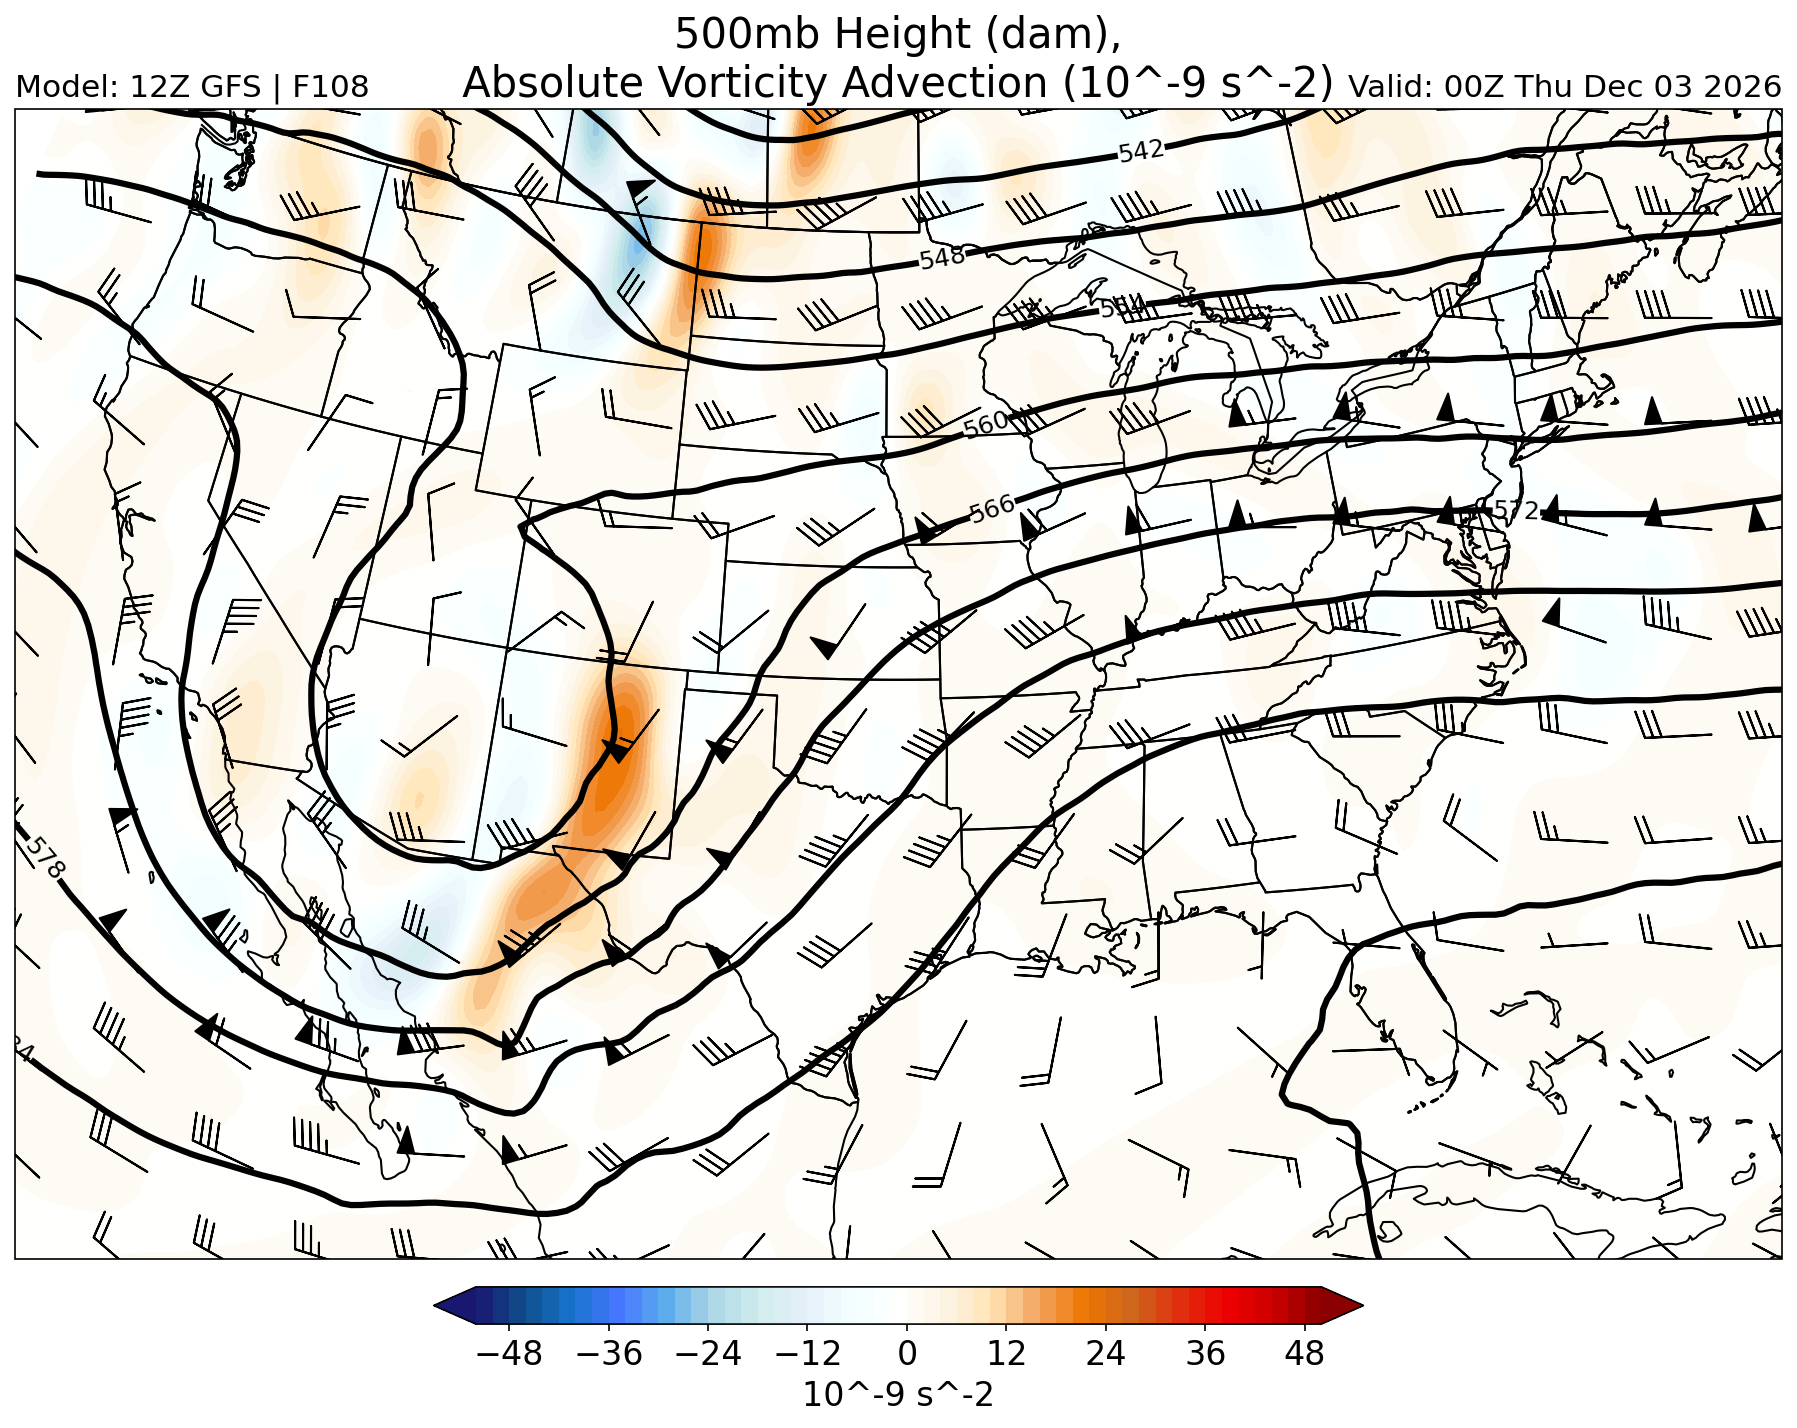 500mb Height (dam),
Model: 12Z GFS | F108
Absolute Vorticity Advection (10^-9 s^-2)
Valid: 00Z Thu Dec 03 2026
542
548
554
560
566
572
578
−48 −36 −24 −12 0 12 24 36 48
10^-9 s^-2